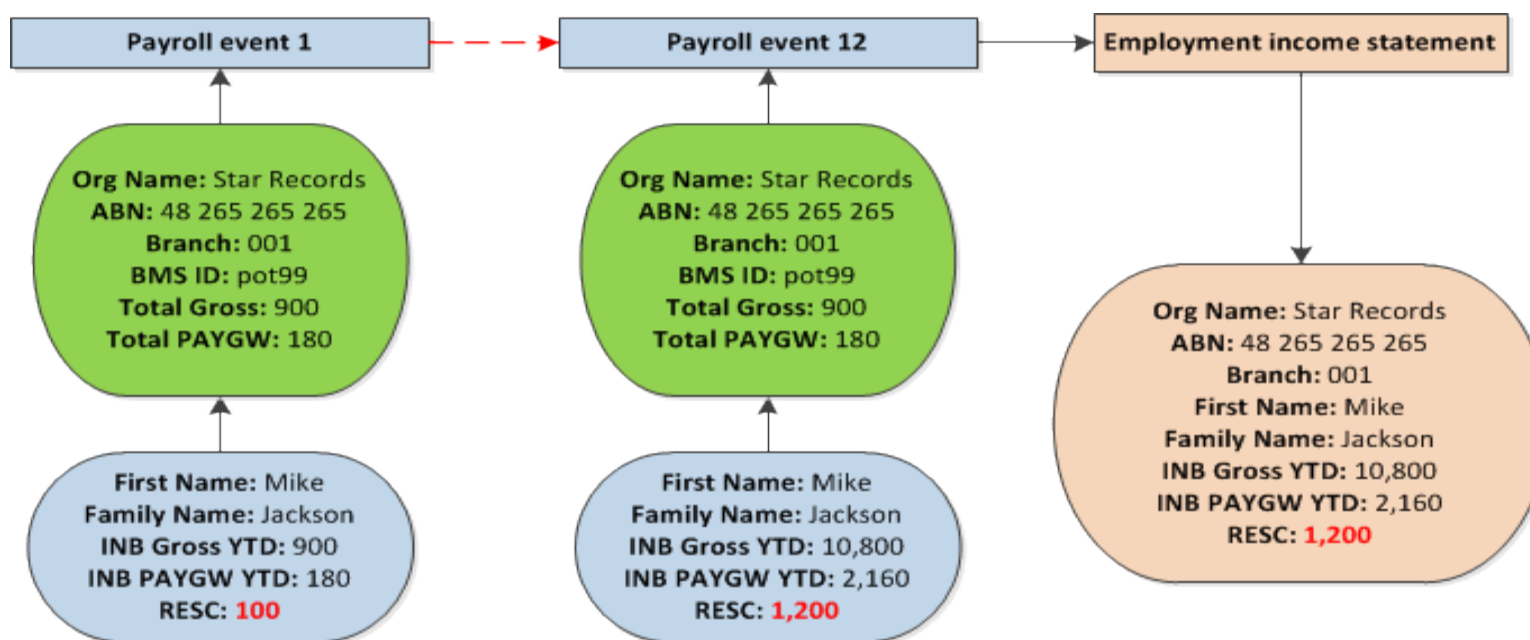 Payroll event 1
Payroll event 12
Employment income statement
Org Name: Star Records
ABN: 48 265 265 265
Branch: 001
BMS ID: pot99
Total Gross: 900
Total PAYGW: 180
Org Name: Star Records
ABN: 48 265 265 265
Branch: 001
BMS ID: pot99
Total Gross: 900
Total PAYGW: 180
Org Name: Star Records
ABN: 48 265 265 265
Branch: 001
First Name: Mike
Family Name: Jackson
INB Gross YTD: 10,800
INB PAYGW YTD: 2,160
RESC: 1,200
First Name: Mike
Family Name: Jackson
INB Gross YTD: 900
INB PAYGW YTD: 180
RESC: 100
First Name: Mike
Family Name: Jackson
INB Gross YTD: 10,800
INB PAYGW YTD: 2,160
RESC: 1,200